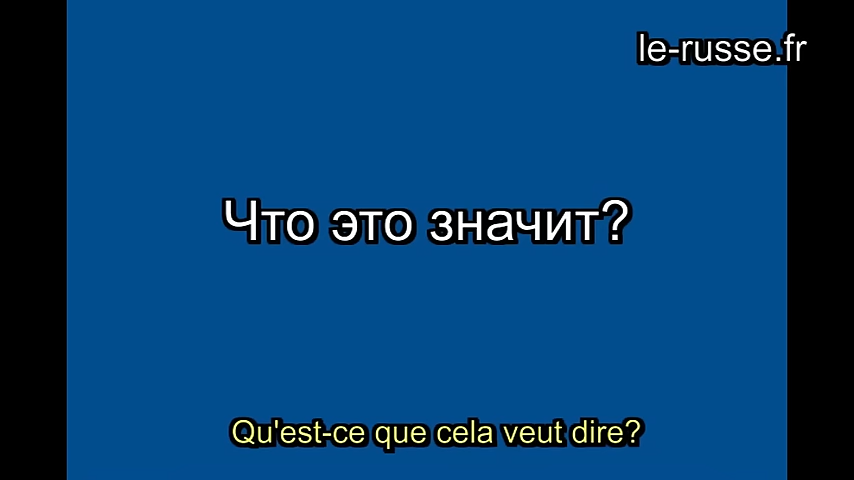 le-russe.fr
Что это значит?
Qu'est-ce que cela veut dire?